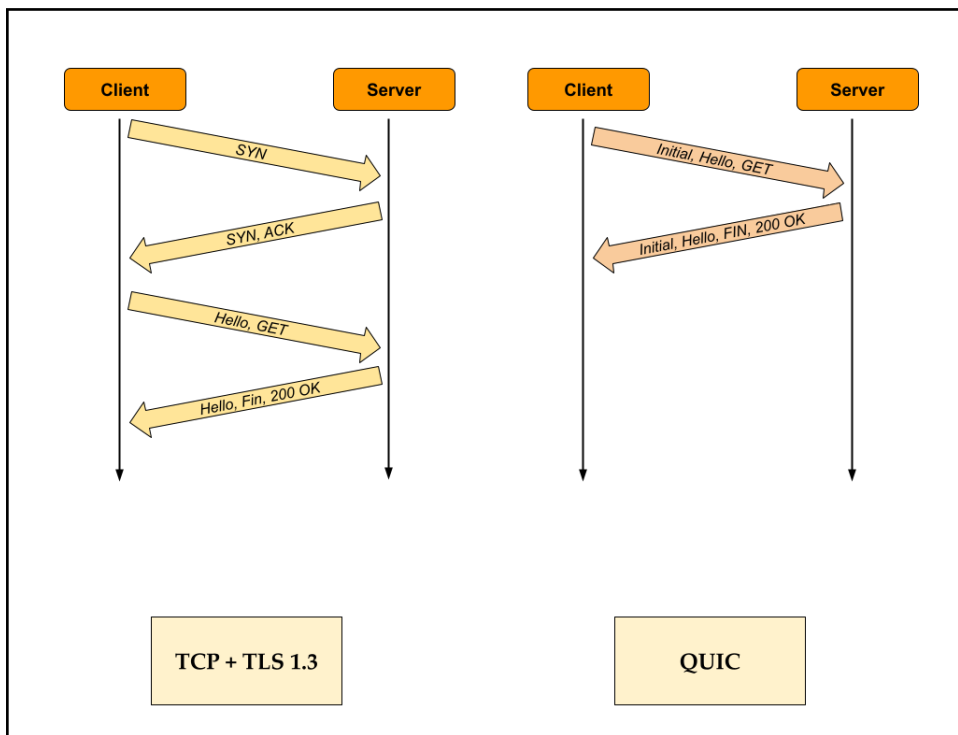 Client
Server
SYN
SYN, ACK
Hello, GET
Hello, Fin, 200 OK
TCP + TLS 1.3
Client
Server
Initial, Hello, GET
Initial, Hello, FIN, 200 OK
QUIC